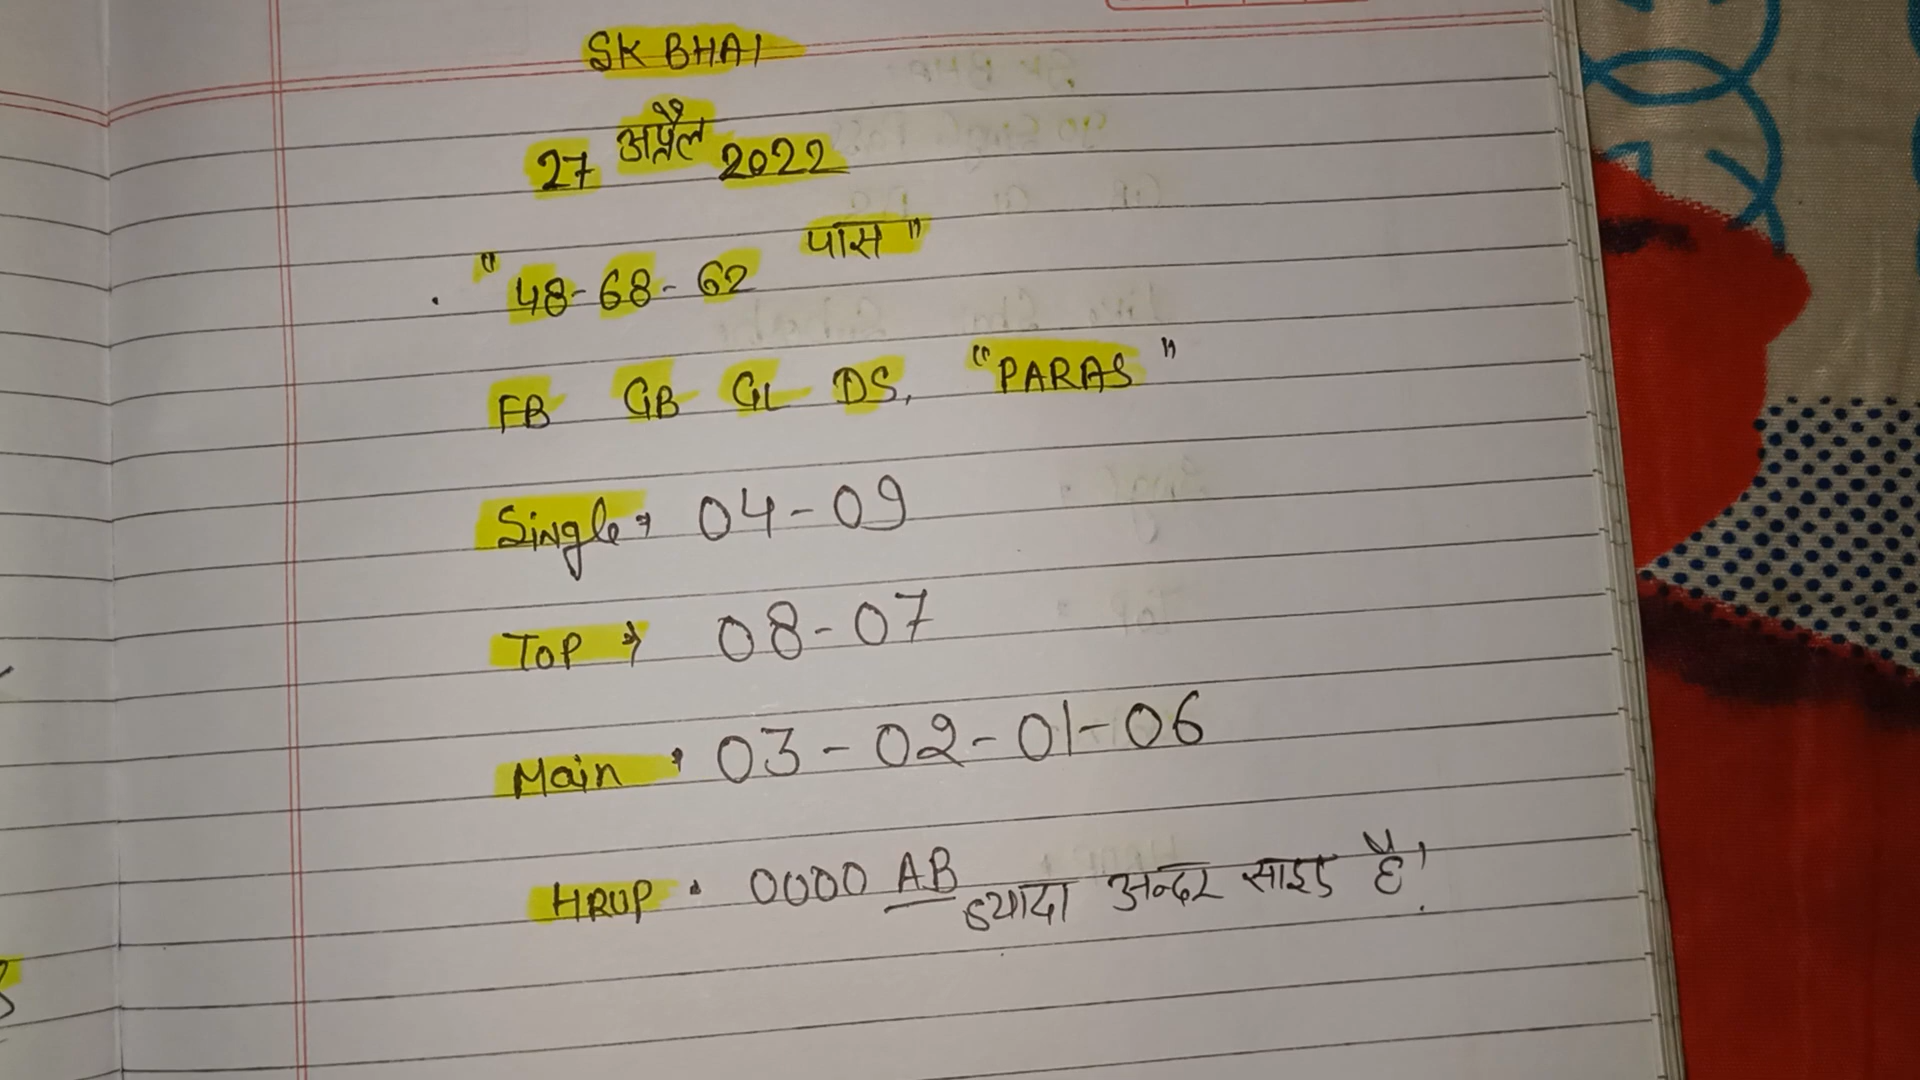 SK BHAI
27 अप्रैल 2022
"48-68-62 पास"
FB GB GL DS, "PARAS"
Single → 04-09
TOP → 08-07
Main → 03-02-01-06
HRUP • 0000 AB ज्यादा अन्दर साइड है!